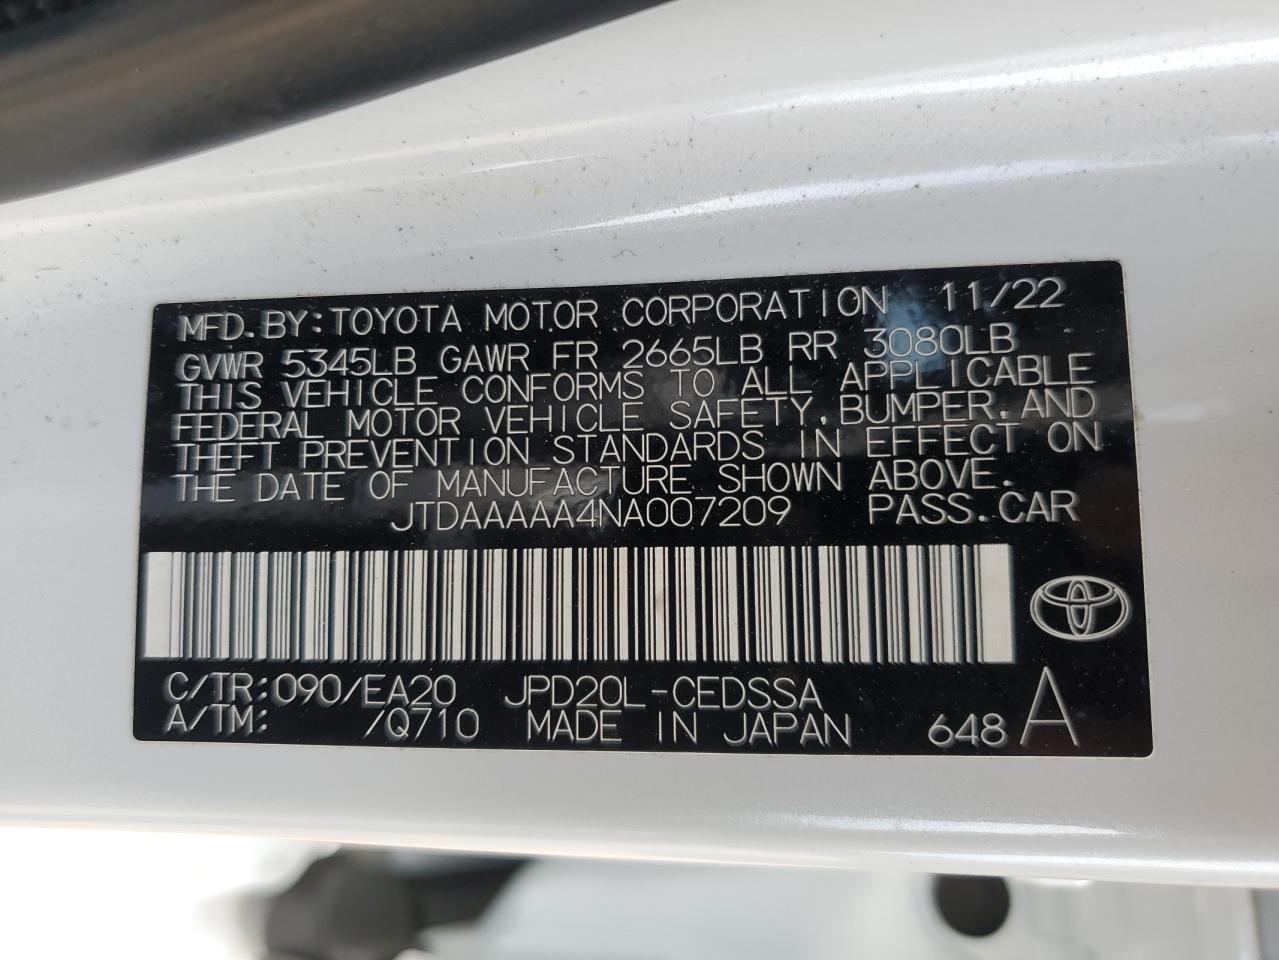 MFD.BY:TOYOTA MOTOR CORPORATION 11/22
GVWR 5345LB GAWR FR 2665LB RR 3080LB
THIS VEHICLE CONFORMS TO ALL APPLICABLE
FEDERAL MOTOR VEHICLE SAFETY,BUMPER,AND
THEFT PREVENTION STANDARDS IN EFFECT ON
THE DATE OF MANUFACTURE SHOWN ABOVE.
JTDAAAAA4NA007209 PASS.CAR
C/TR:090/EA20 JPD20L-CEDSSA
A/TM: /Q710 MADE IN JAPAN 648 A